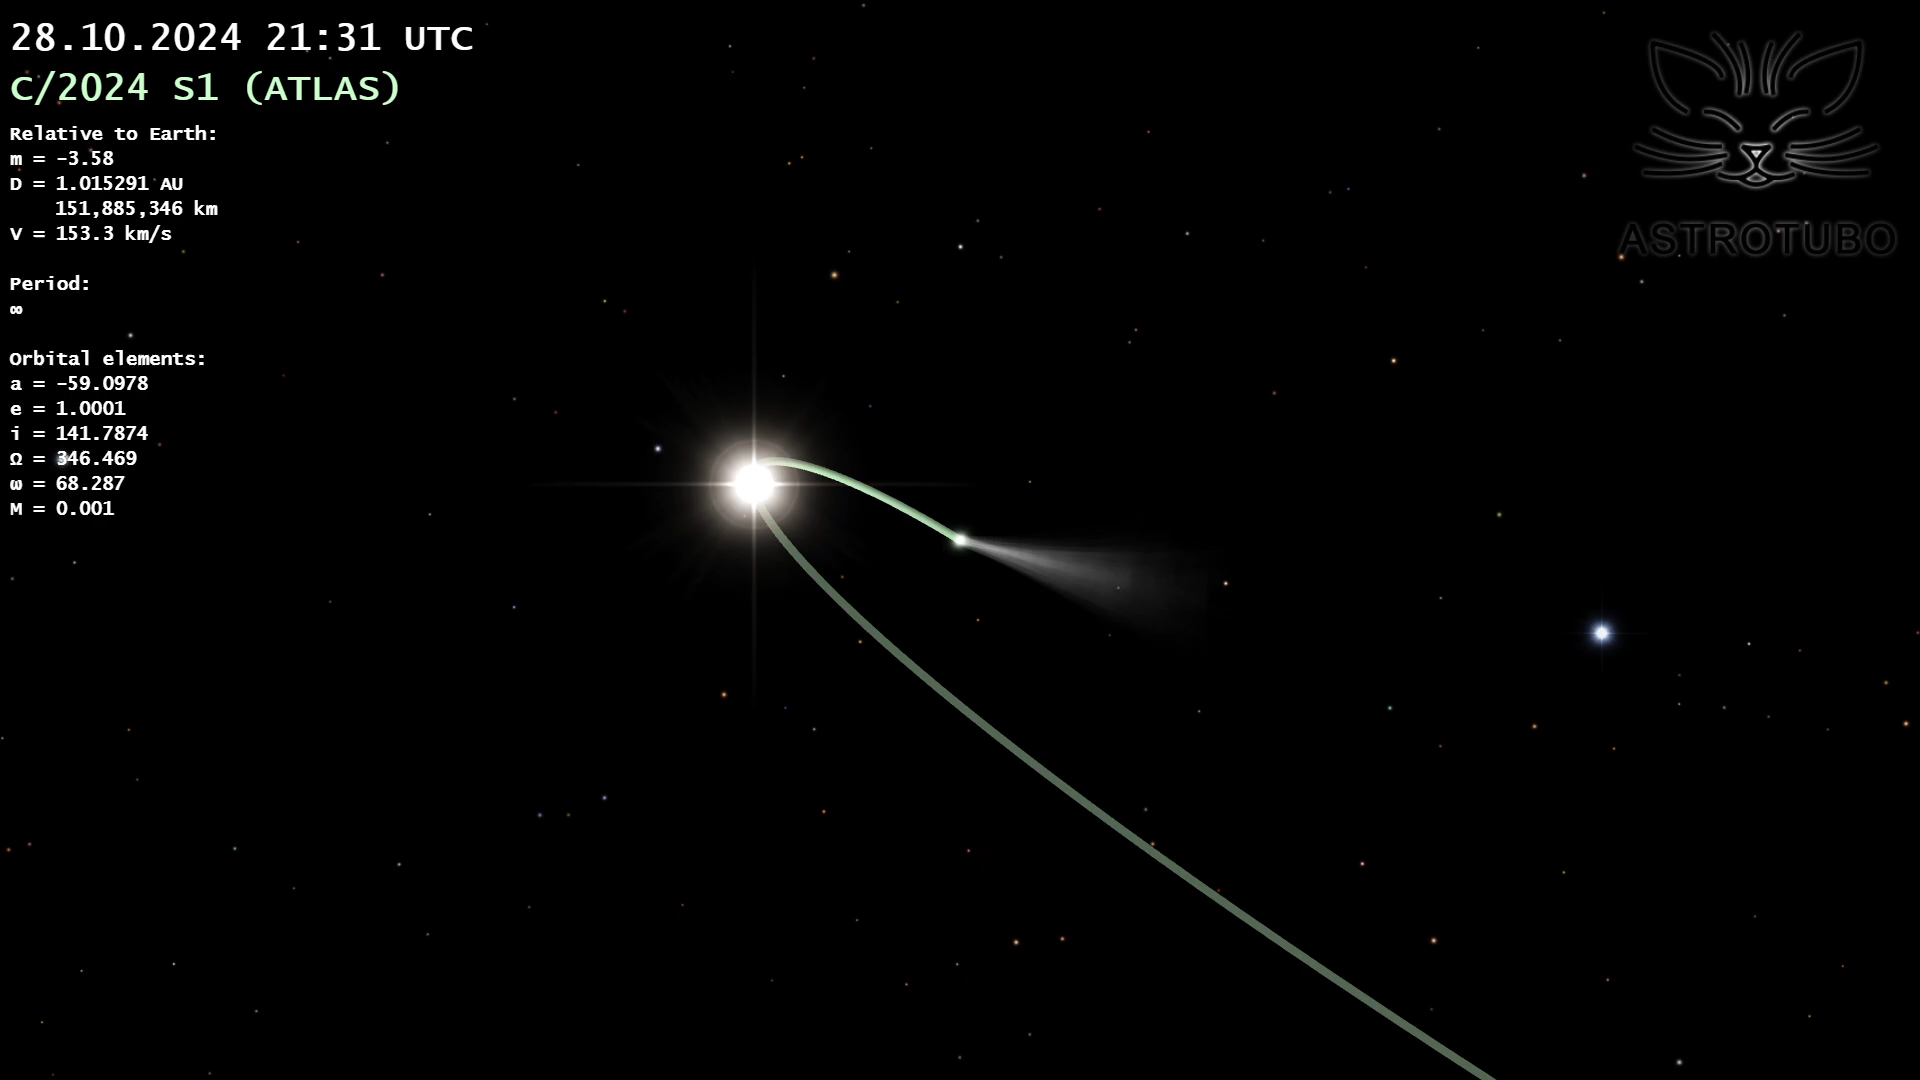 28.10.2024 21:31 UTC
C/2024 S1 (ATLAS)
Relative to Earth:
m = -3.58
D = 1.015291 AU
151,885,346 km
V = 153.3 km/s
Period:
∞
Orbital elements:
a = -59.0978
e = 1.0001
i = 141.7874
Ω = 346.469
ω = 68.287
M = 0.001
ASTROTUBO